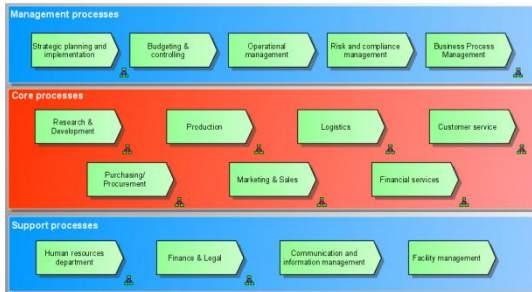 Management processes
Strategic planning and
implementation
Budgeting &
controlling
Operational
management
Risk and compliance
management
Business Process
Management
Core processes
Research &
Development
Production
Logistics
Customer service
Purchasing/
Procurement
Marketing & Sales
Financial services
Support processes
Human resources
department
Finance & Legal
Communication and
information management
Facility management